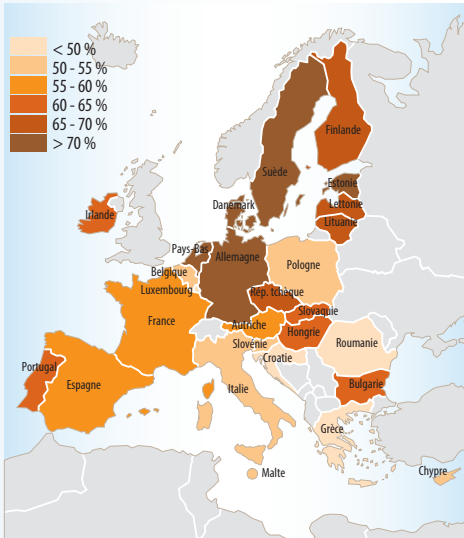 < 50 %
50 - 55 %
55 - 60 %
60 - 65 %
65 - 70 %
> 70 %
Finlande
Suède
Estonie
Lettonie
Lituanie
Danemark
Irlande
Pays-Bas
Allemagne
Pologne
Belgique
Luxembourg
Rép. tchèque
Slovaquie
France
Autriche
Hongrie
Slovénie
Roumanie
Croatie
Portugal
Espagne
Italie
Bulgarie
Grèce
Malte
Chypre